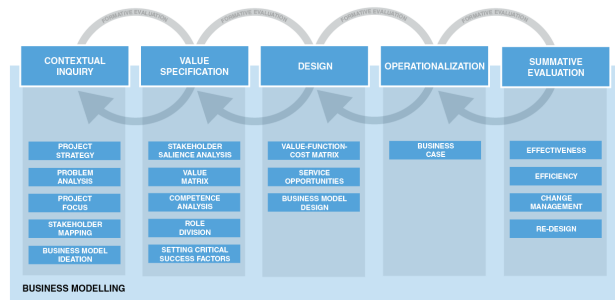 FORMATIVE EVALUATION
FORMATIVE EVALUATION
FORMATIVE EVALUATION
FORMATIVE EVALUATION
CONTEXTUAL
INQUIRY
VALUE
SPECIFICATION
DESIGN
OPERATIONALIZATION
SUMMATIVE
EVALUATION
PROJECT
STRATEGY
PROBLEM
ANALYSIS
PROJECT
FOCUS
STAKEHOLDER
MAPPING
BUSINESS MODEL
IDEATION
STAKEHOLDER
SALIENCE ANALYSIS
VALUE
MATRIX
COMPETENCE
ANALYSIS
ROLE
DIVISION
SETTING CRITICAL
SUCCESS FACTORS
VALUE-FUNCTION-
COST MATRIX
SERVICE
OPPORTUNITIES
BUSINESS MODEL
DESIGN
BUSINESS
CASE
EFFECTIVENESS
EFFICIENCY
CHANGE
MANAGEMENT
RE-DESIGN
BUSINESS MODELLING